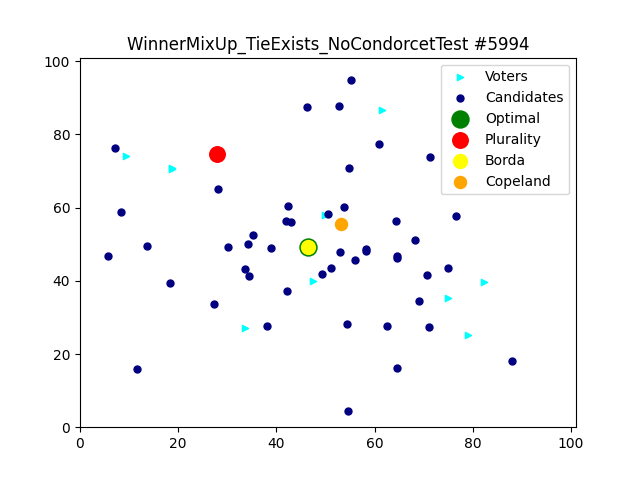 WinnerMixUp_TieExists_NoCondorcetTest #5994
Voters
Candidates
Optimal
Plurality
Borda
Copeland
100
80
60
40
20
0
0 20 40 60 80 100